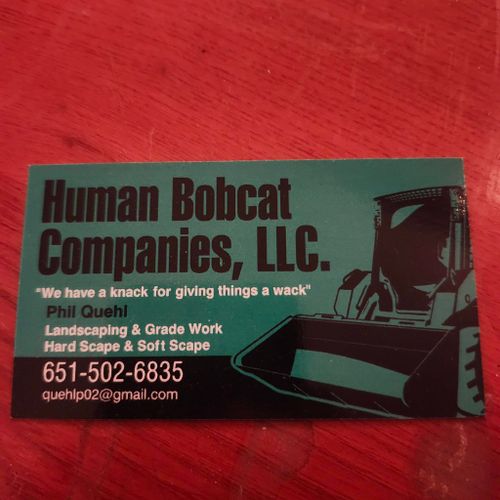 Human Bobcat
Companies, LLC.
"We have a knack for giving things a wack"
Phil Quehl
Landscaping & Grade Work
Hard Scape & Soft Scape
651-502-6835
quehlp02@gmail.com